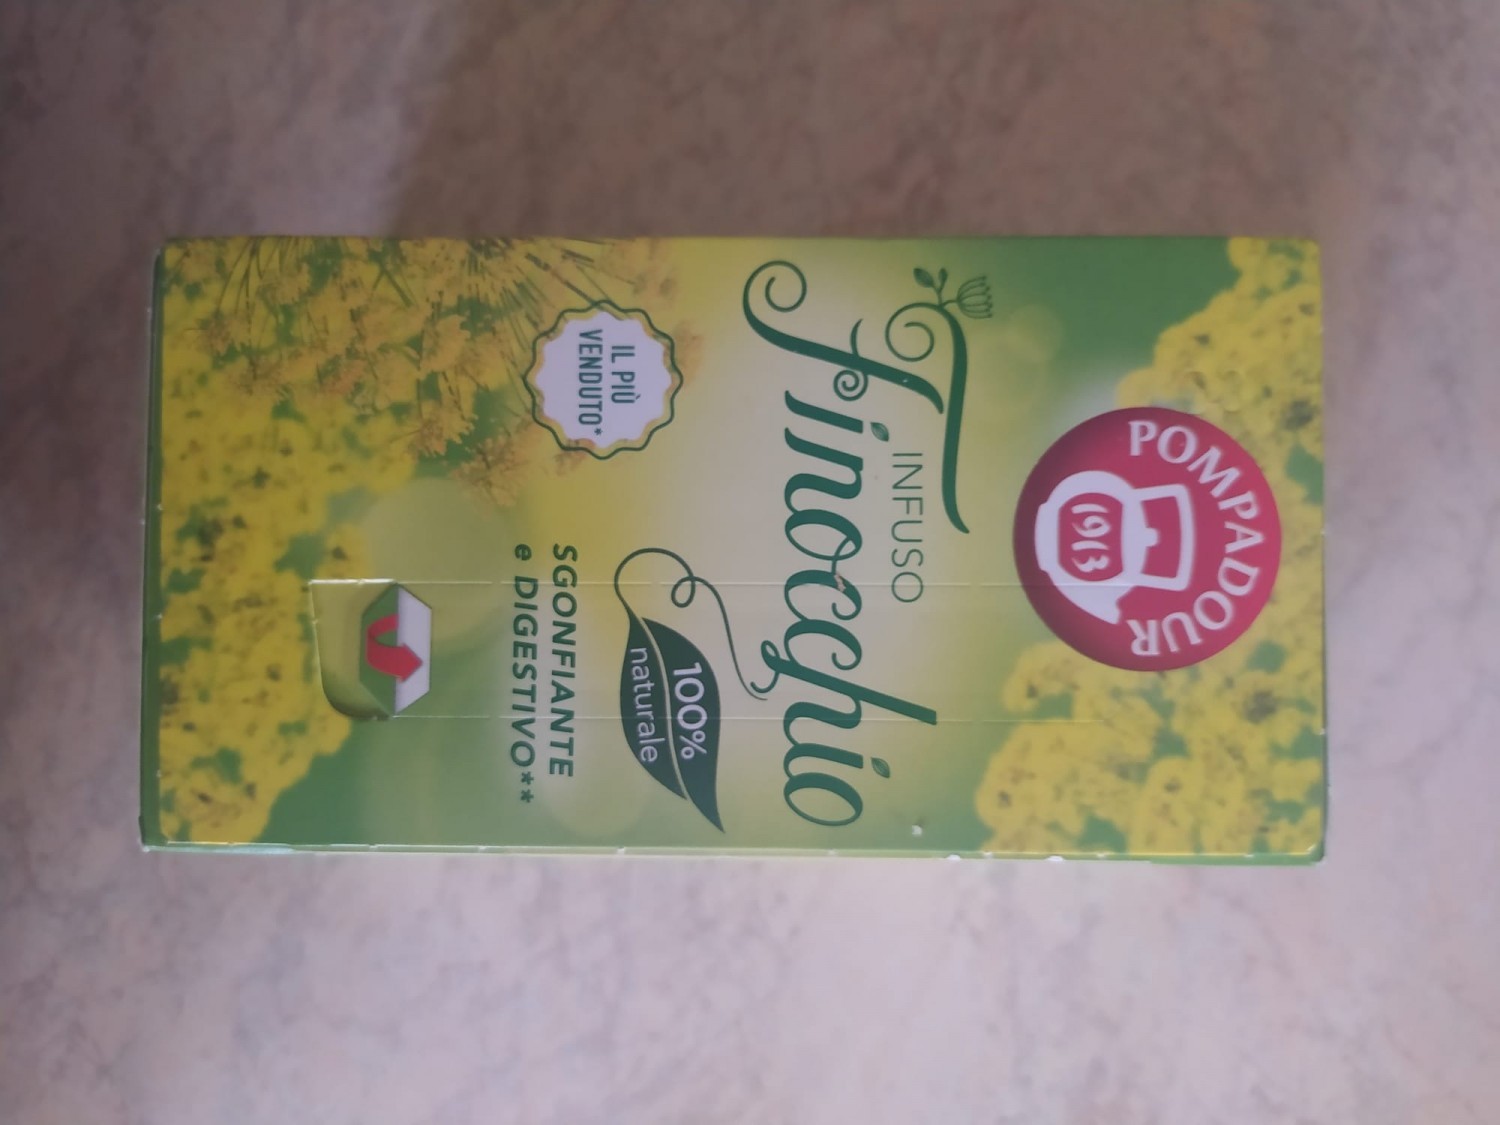 POMPADOUR
1913
INFUSO
Finocchio
100%
naturale
IL PIÙ
VENDUTO*
SGONFIANTE
e DIGESTIVO**